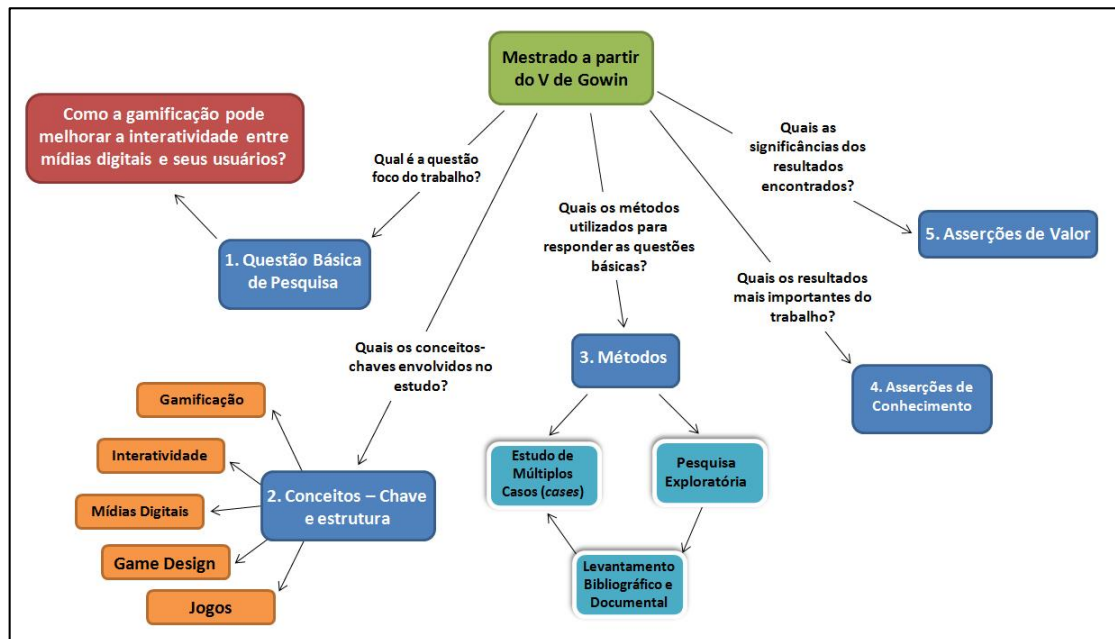 Mestrado a partir
do V de Gowin
Como a gamificação pode
melhorar a interatividade entre
mídias digitais e seus usuários?
Qual é a questão
foco do trabalho?
1. Questão Básica
de Pesquisa
Quais os conceitos-
chaves envolvidos no
estudo?
2. Conceitos – Chave
e estrutura
Gamificação
Interatividade
Mídias Digitais
Game Design
Jogos
Quais os métodos
utilizados para
responder as questões
básicas?
3. Métodos
Estudo de
Múltiplos
Casos (cases)
Pesquisa
Exploratória
Levantamento
Bibliográfico e
Documental
Quais os resultados
mais importantes do
trabalho?
4. Asserções de
Conhecimento
Quais as
significâncias dos
resultados
encontrados?
5. Asserções de Valor